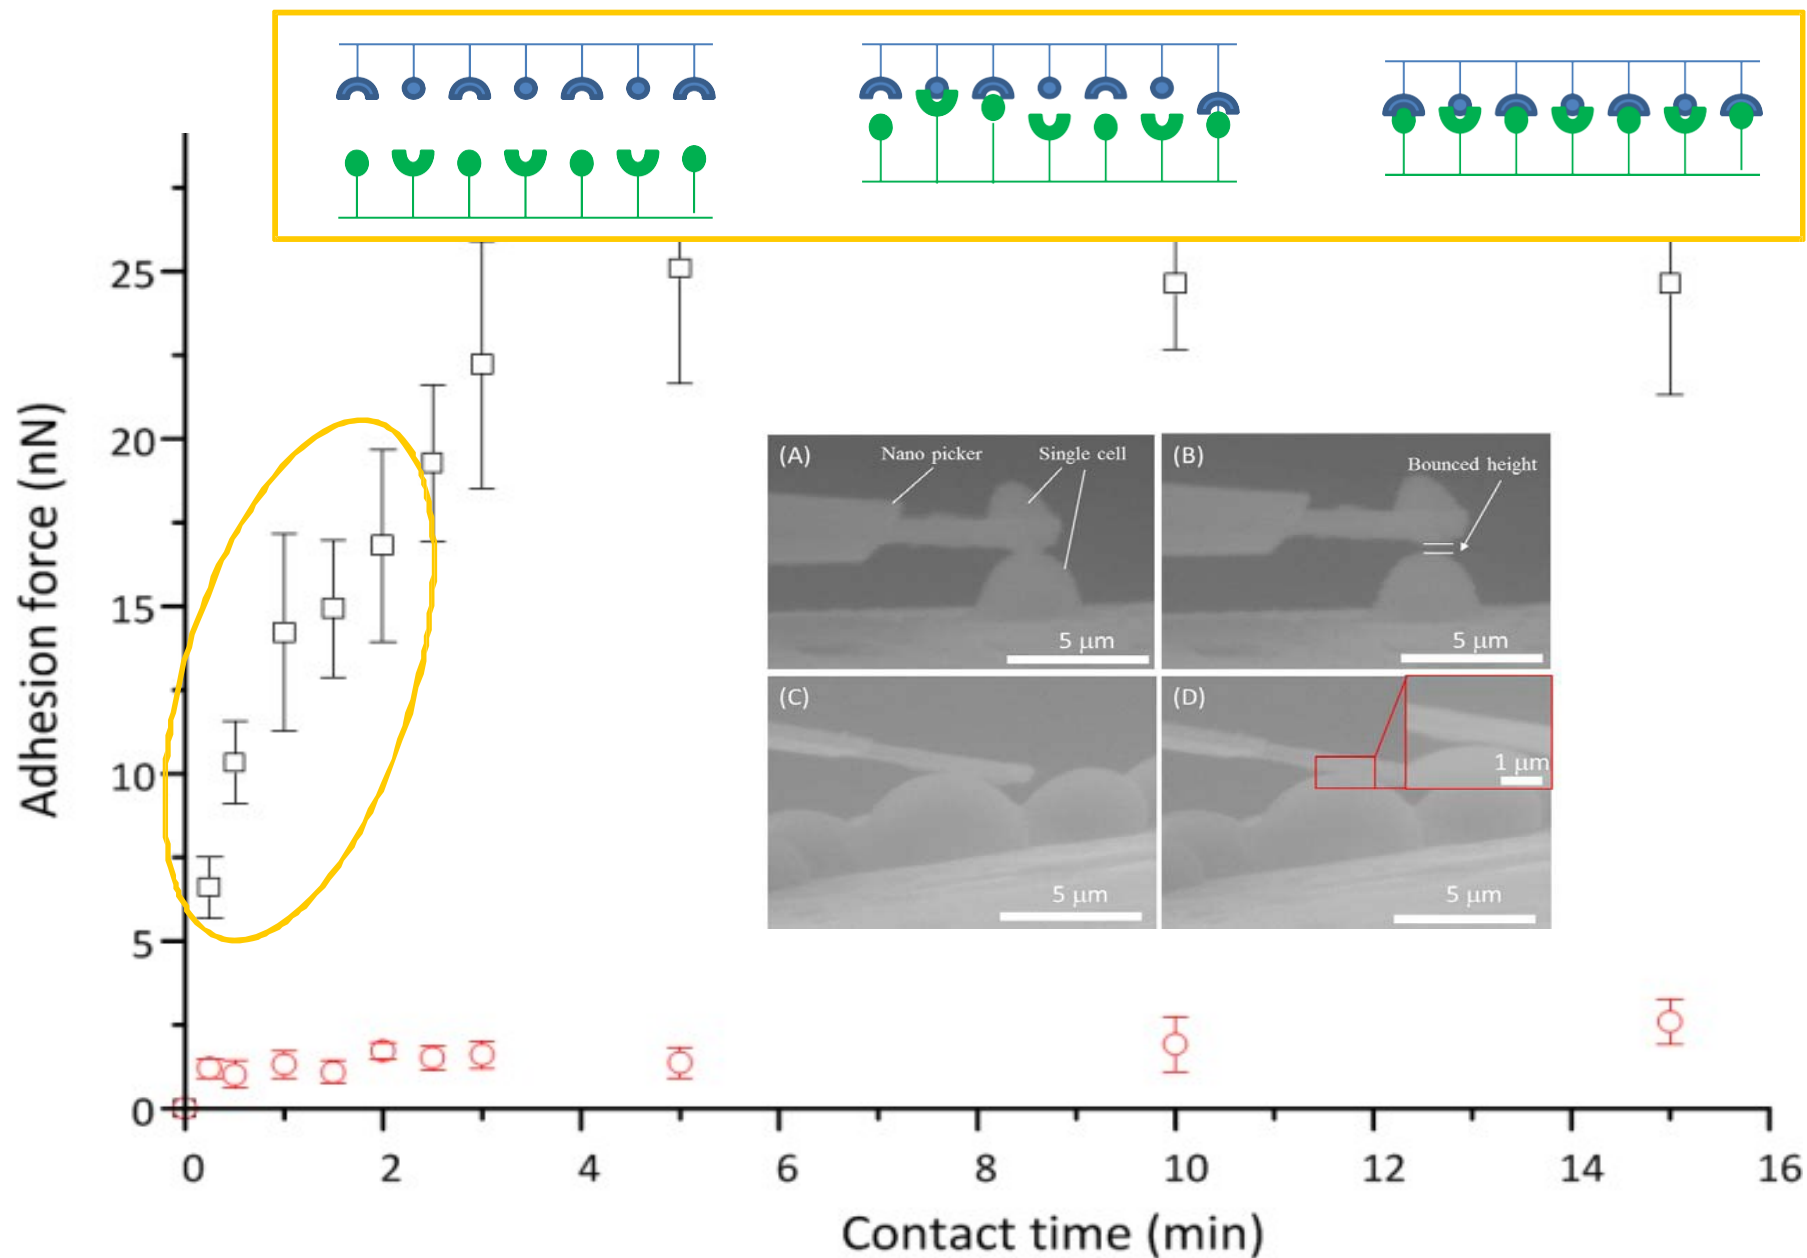 25
20
15
10
5
0
Adhesion force (nN)
(A)
Nano picker
Single cell
5 μm
(B)
Bounced height
5 μm
(C)
5 μm
(D)
1 μm
5 μm
0 2 4 6 8 10 12 14 16
Contact time (min)